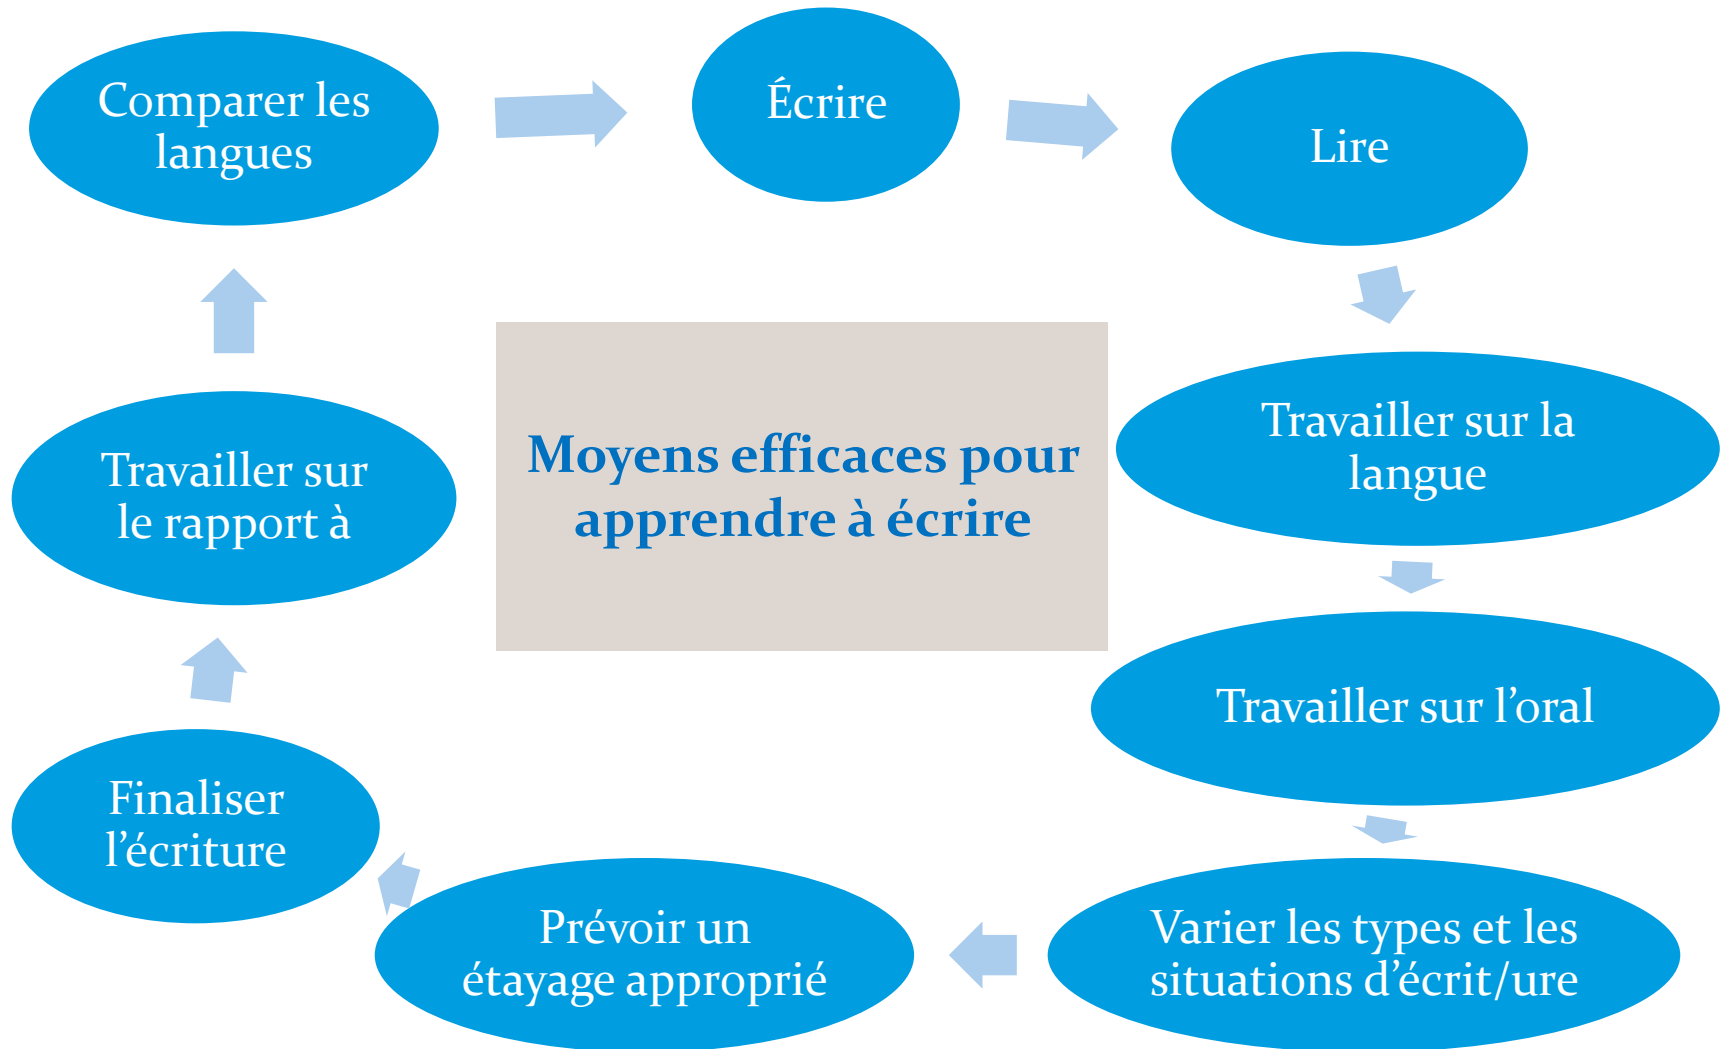 Comparer les
langues
Écrire
Lire
Travailler sur la
langue
Travailler sur l’oral
Varier les types et les
situations d’écrit/ure
Prévoir un
étayage approprié
Finaliser
l’écriture
Travailler sur
le rapport à
Moyens efficaces pour
apprendre à écrire